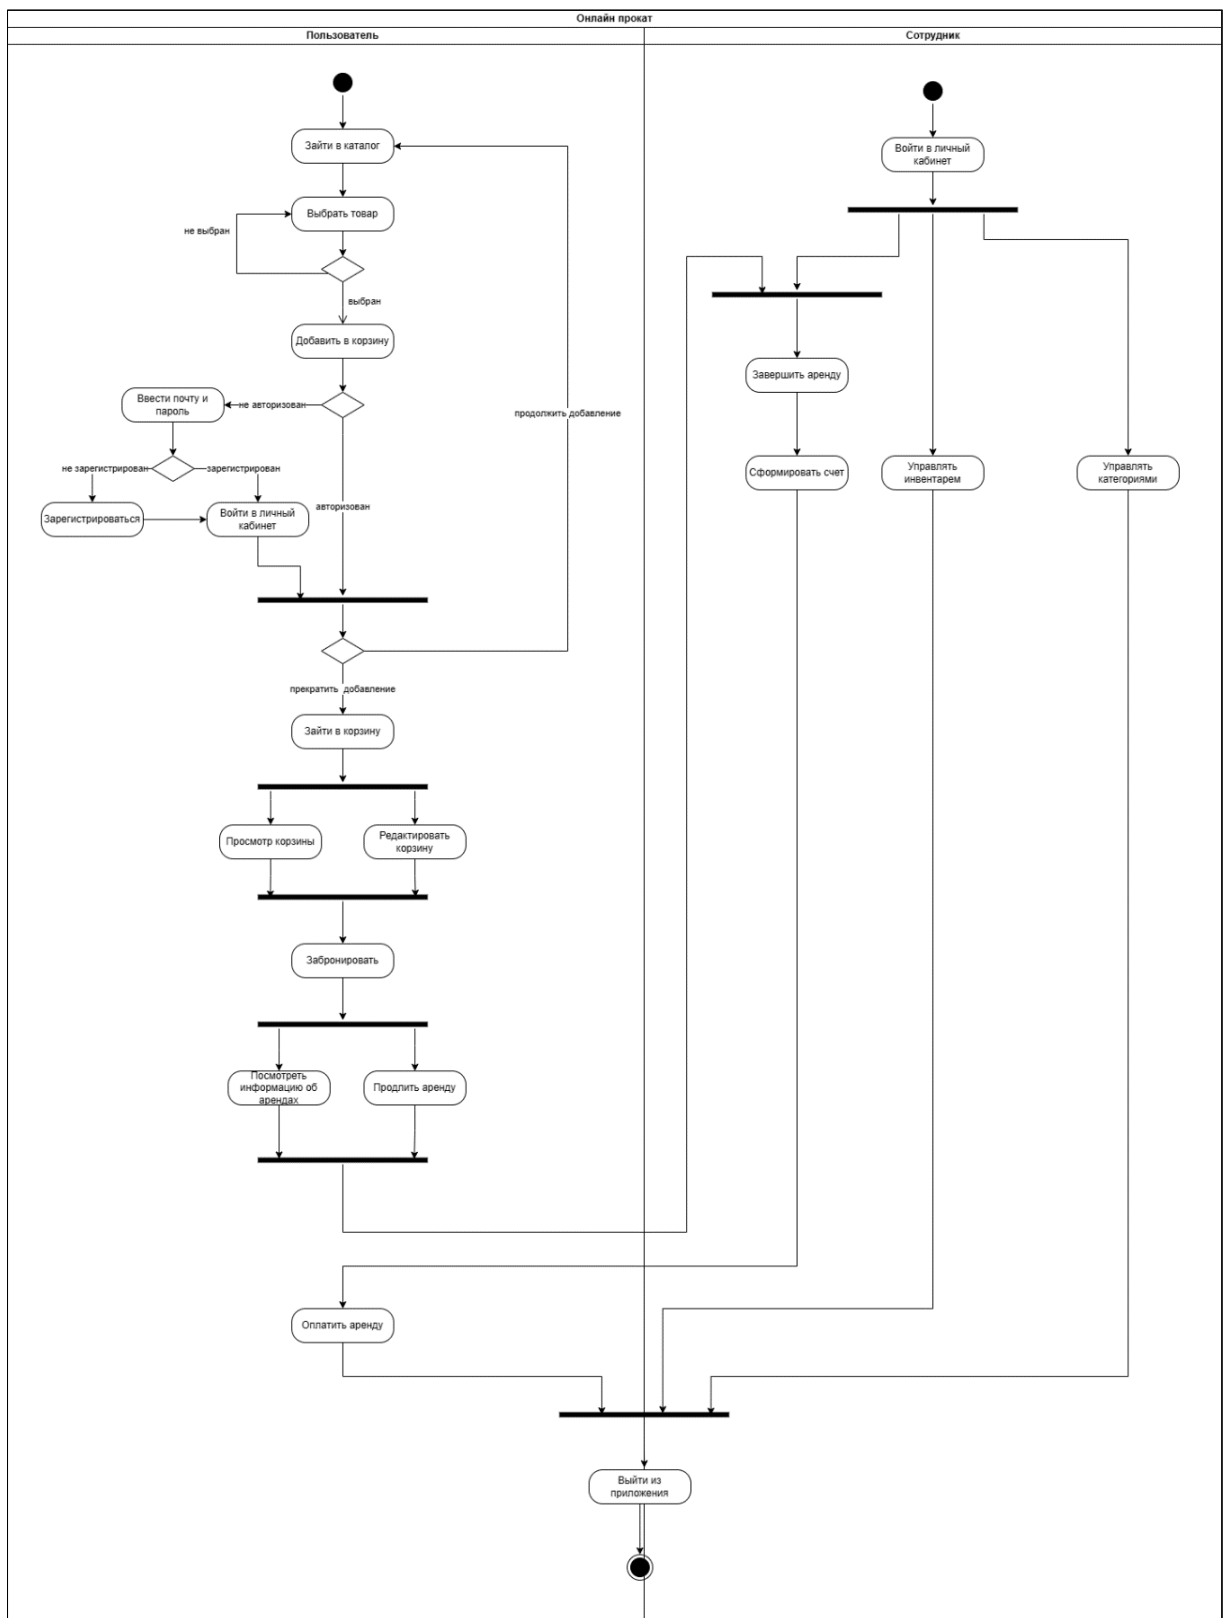 Онлайн прокат
Пользователь
Сотрудник
Зайти в каталог
Войти в личный
кабинет
Выбрать товар
не выбран
выбран
Добавить в корзину
Завершить аренду
Ввести почту и
пароль
не авторизован
продолжить добавление
не зарегистрирован
зарегистрирован
Сформировать счет
Управлять
инвентарем
Управлять
категориями
авторизован
Зарегистрироваться
Войти в личный
кабинет
прекратить добавление
Зайти в корзину
Просмотр корзины
Редактировать
корзину
Забронировать
Посмотреть
информацию об
арендах
Продлить аренду
Оплатить аренду
Выйти из
приложения